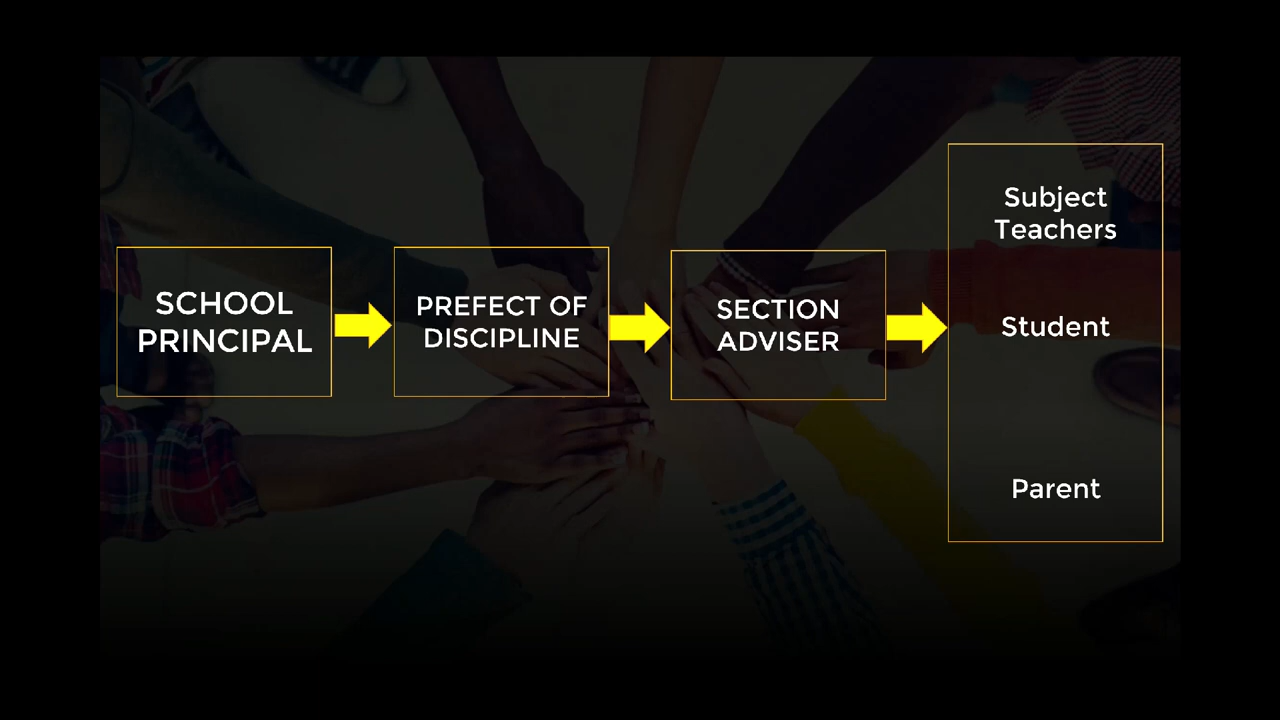 SCHOOL
PRINCIPAL
PREFECT OF
DISCIPLINE
SECTION
ADVISER
Subject
Teachers
Student
Parent